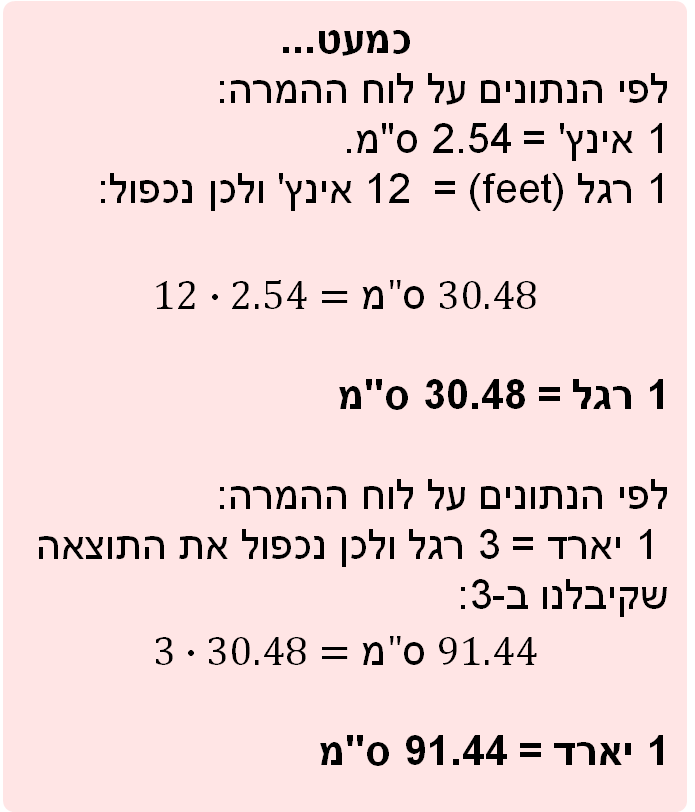 כמעט...
לפי הנתונים על לוח ההמרה:
1 אינץ' = 2.54 ס"מ.
1 רגל (feet) = 12 אינץ' ולכן נכפול:
12 · 2.54 = 30.48 ס"מ
1 רגל = 30.48 ס"מ
לפי הנתונים על לוח ההמרה:
1 יארד = 3 רגל ולכן נכפול את התוצאה
שקיבלנו ב-3:
3 · 30.48 = 91.44 ס"מ
1 יארד = 91.44 ס"מ